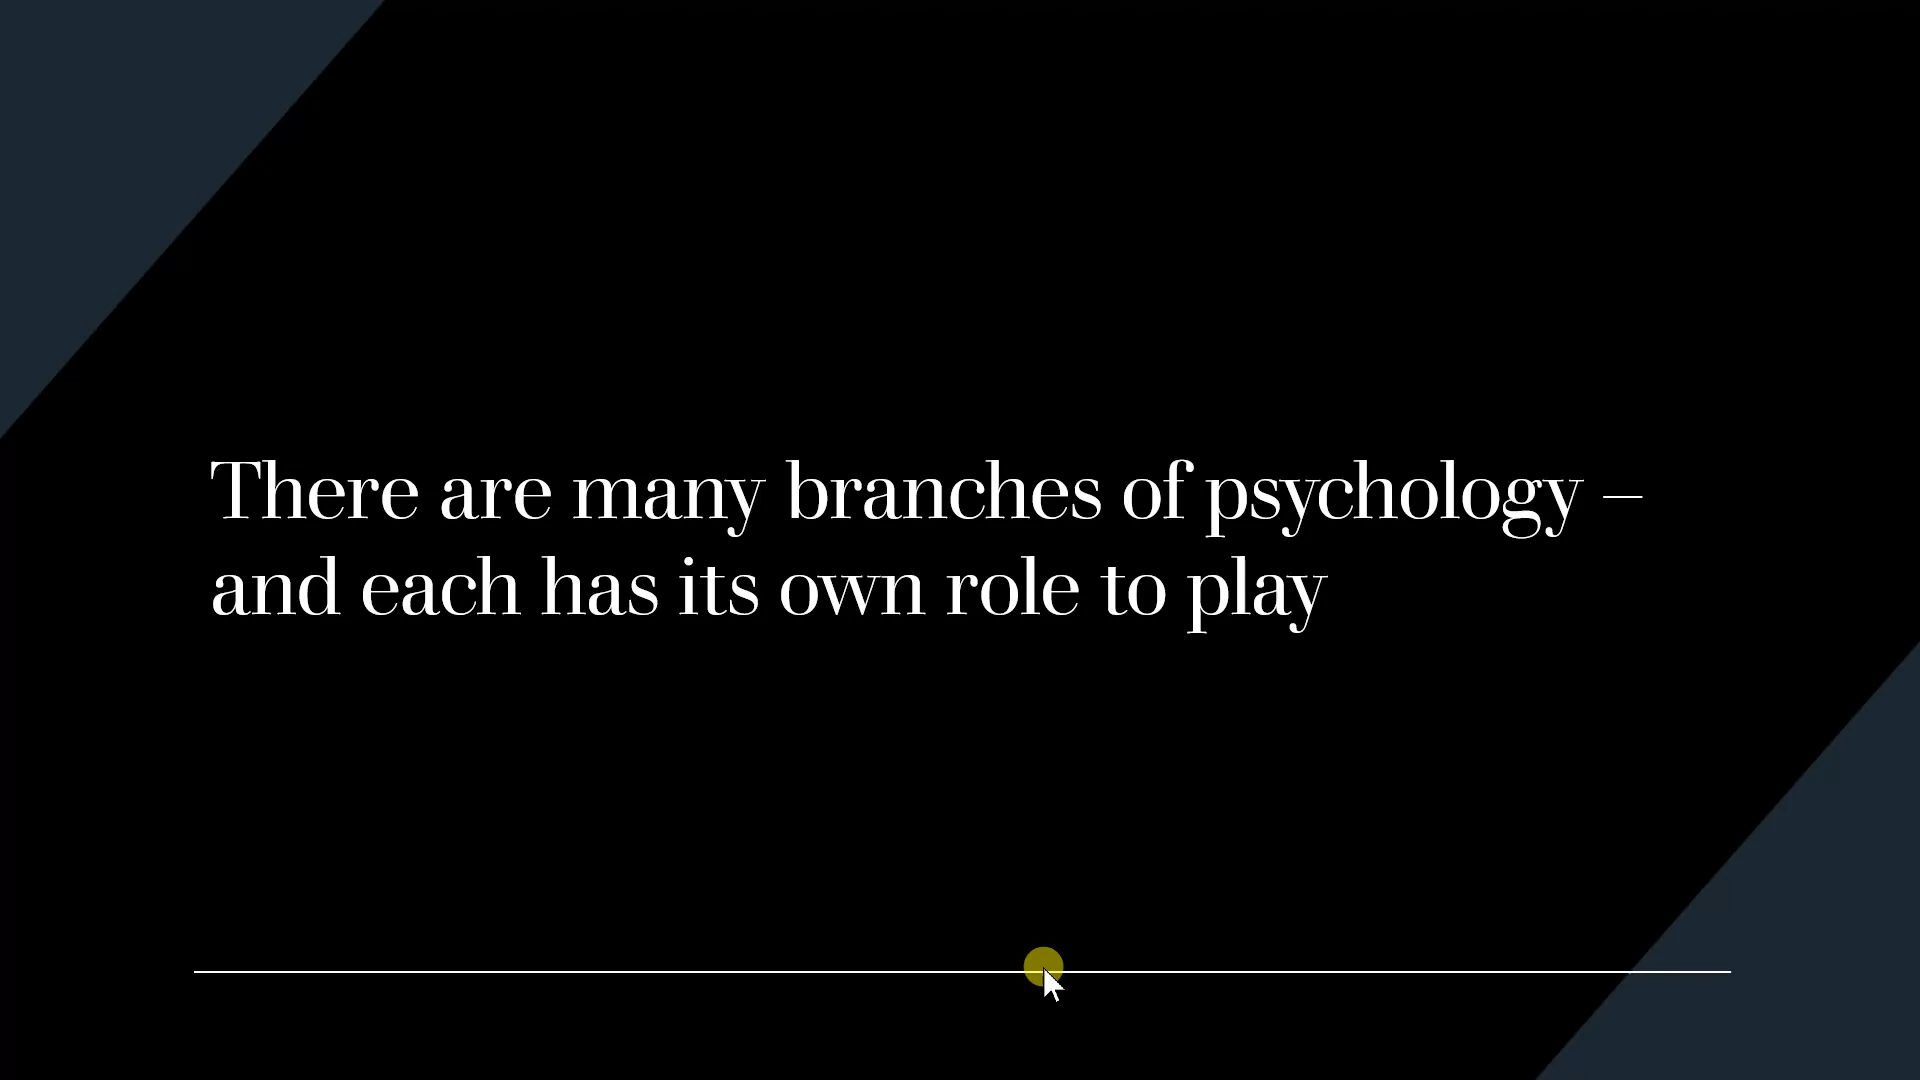 There are many branches of psychology –
and each has its own role to play